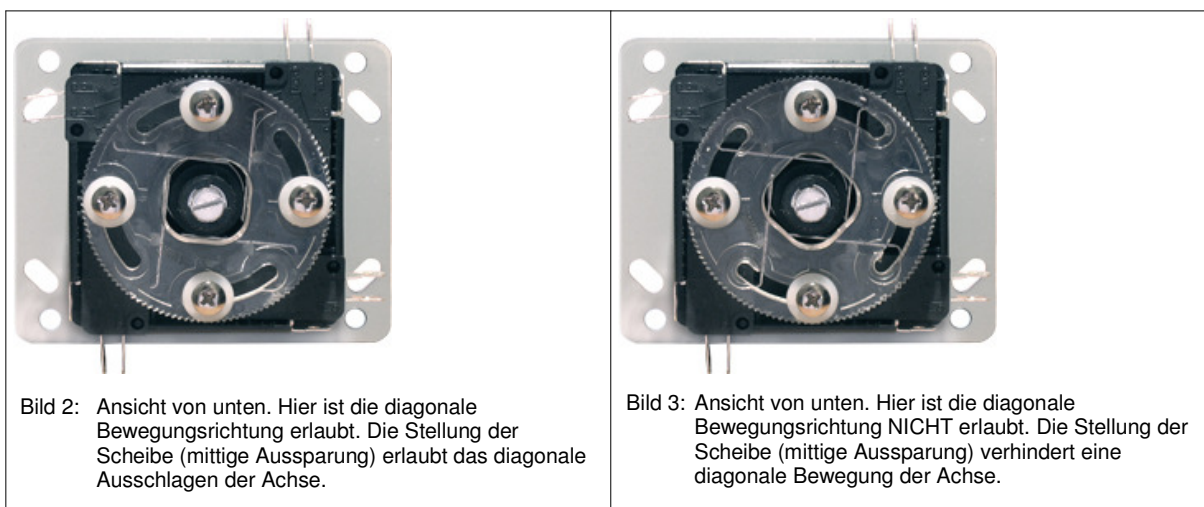 Bild 2: Ansicht von unten. Hier ist die diagonale
Bewegungsrichtung erlaubt. Die Stellung der
Scheibe (mittige Aussparung) erlaubt das diagonale
Ausschlagen der Achse.
Bild 3: Ansicht von unten. Hier ist die diagonale
Bewegungsrichtung NICHT erlaubt. Die Stellung der
Scheibe (mittige Aussparung) verhindert eine
diagonale Bewegung der Achse.